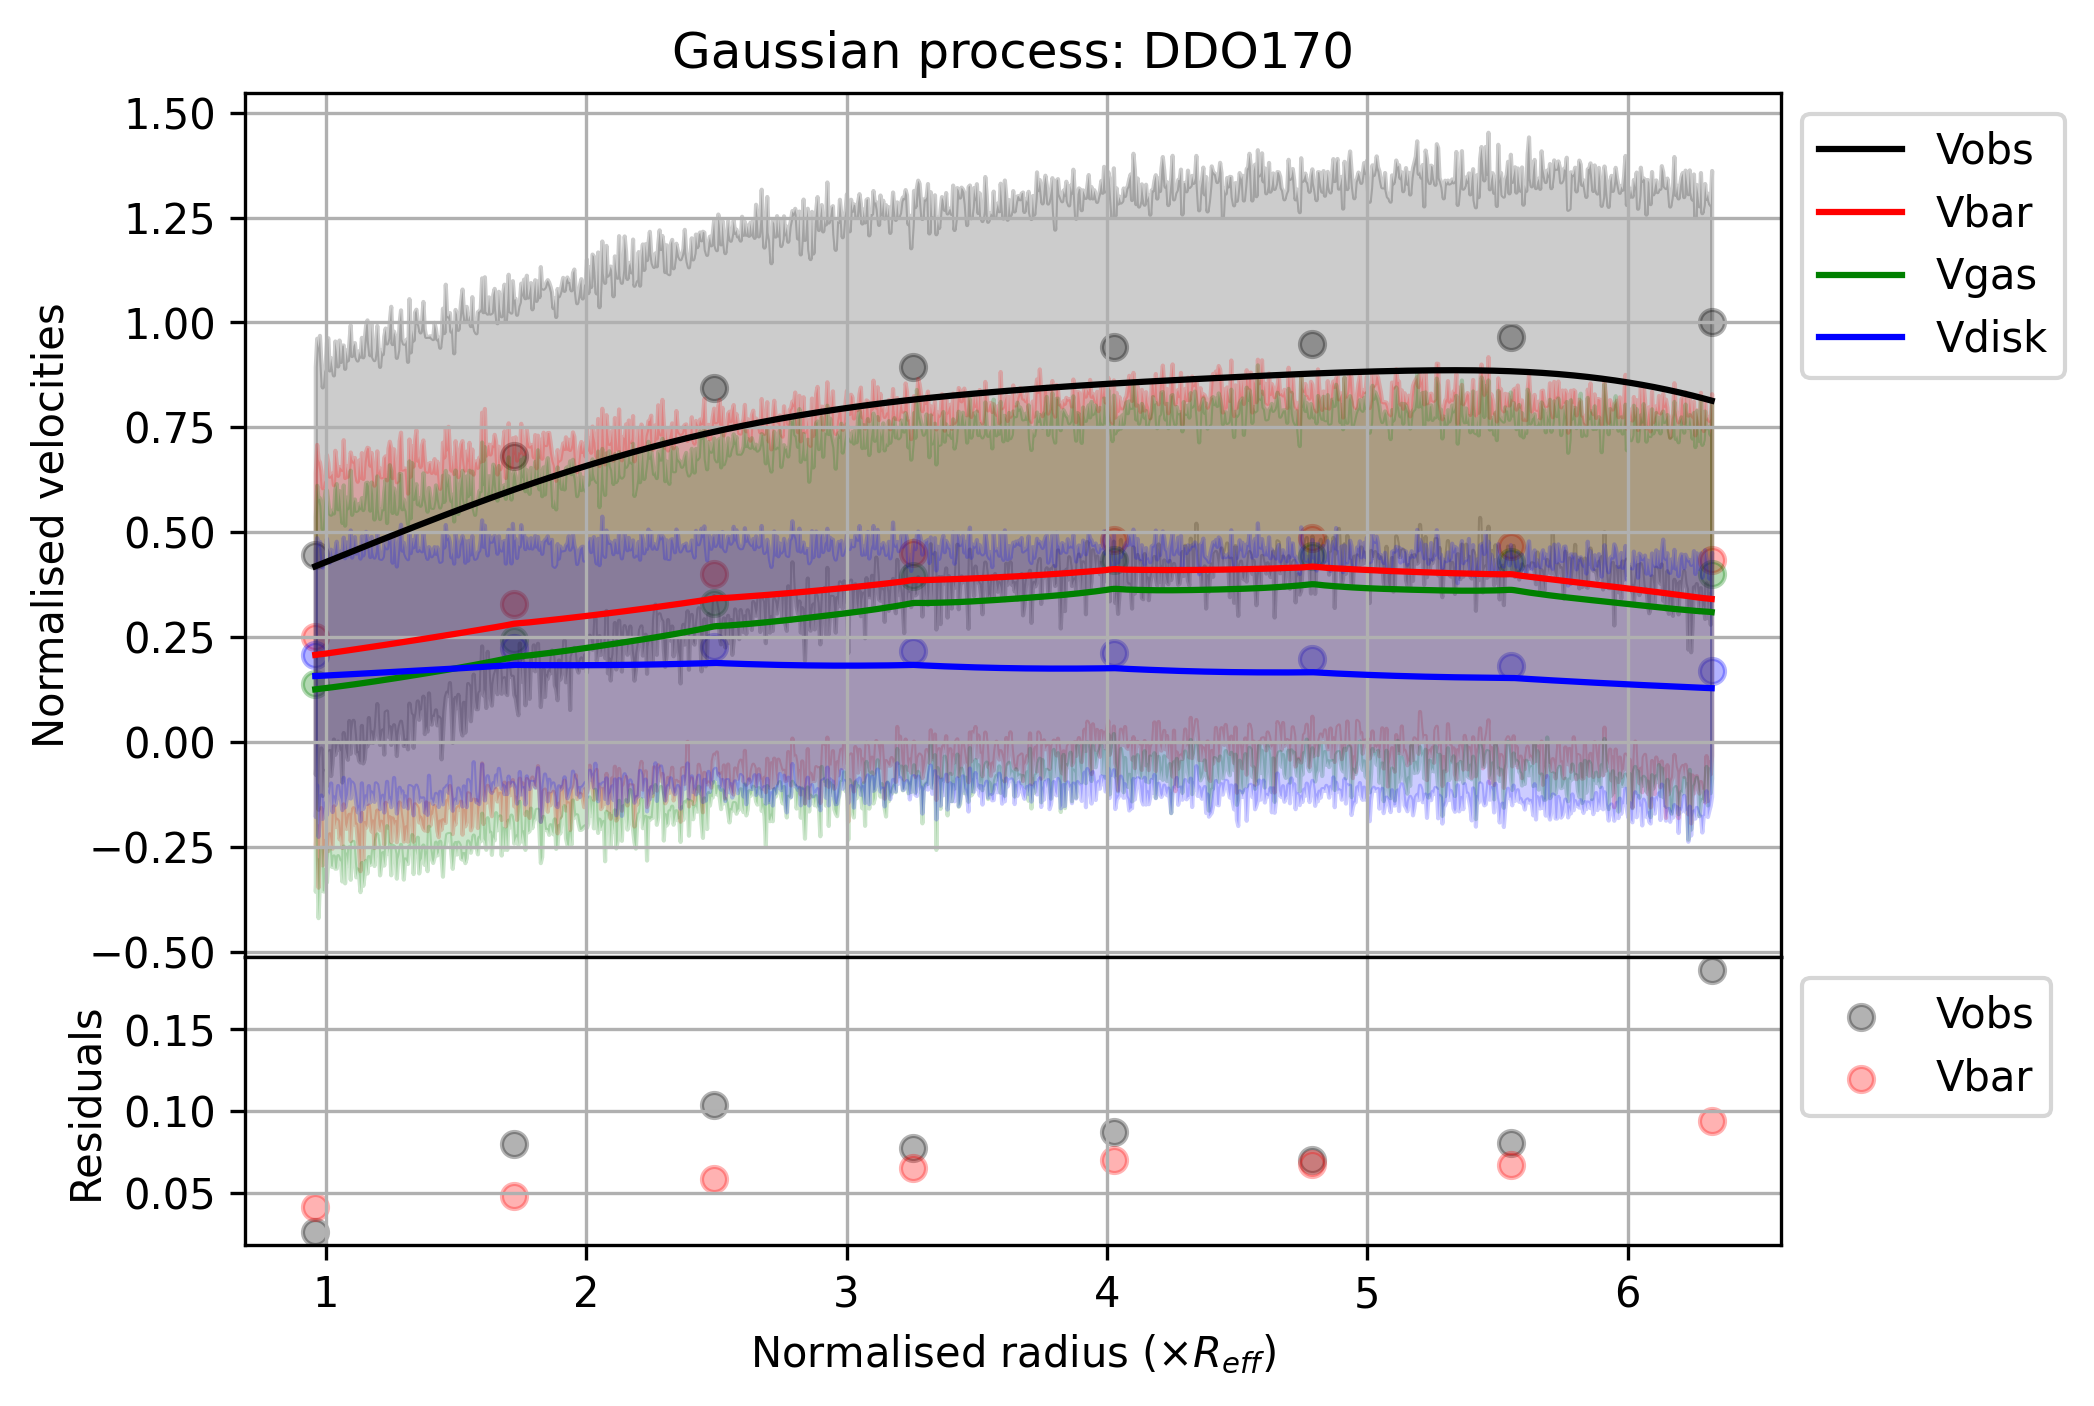 Gaussian process: DDO170
Normalised velocities
1.50
1.25
1.00
0.75
0.50
0.25
0.00
−0.25
−0.50
Vobs
Vbar
Vgas
Vdisk
Residuals
0.15
0.10
0.05
Vobs
Vbar
1 2 3 4 5 6
Normalised radius (×R_eff)